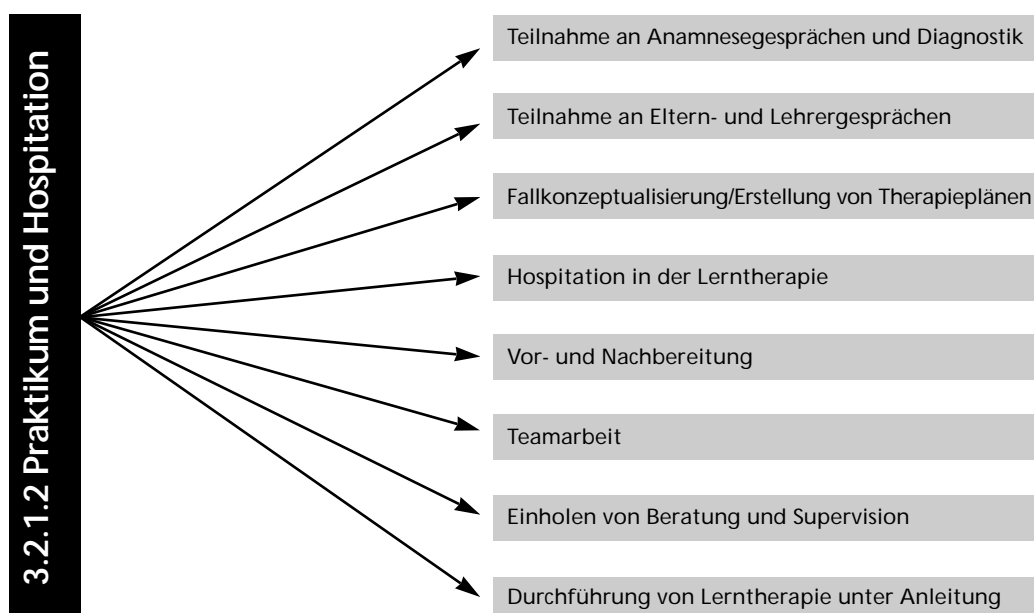 3.2.1.2 Praktikum und Hospitation
Teilnahme an Anamnesegesprächen und Diagnostik
Teilnahme an Eltern- und Lehrergesprächen
Fallkonzeptualisierung/Erstellung von Therapieplänen
Hospitation in der Lerntherapie
Vor- und Nachbereitung
Teamarbeit
Einholen von Beratung und Supervision
Durchführung von Lerntherapie unter Anleitung